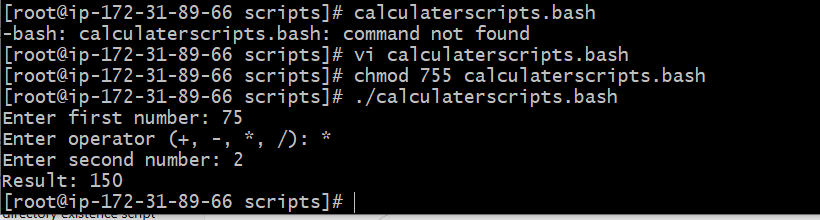 [root@ip-172-31-89-66 scripts]# calculaterscripts.bash
-bash: calculaterscripts.bash: command not found
[root@ip-172-31-89-66 scripts]# vi calculaterscripts.bash
[root@ip-172-31-89-66 scripts]# chmod 755 calculaterscripts.bash
[root@ip-172-31-89-66 scripts]# ./calculaterscripts.bash
Enter first number: 75
Enter operator (+, -, *, /): *
Enter second number: 2
Result: 150
[root@ip-172-31-89-66 scripts]#
directory existence script